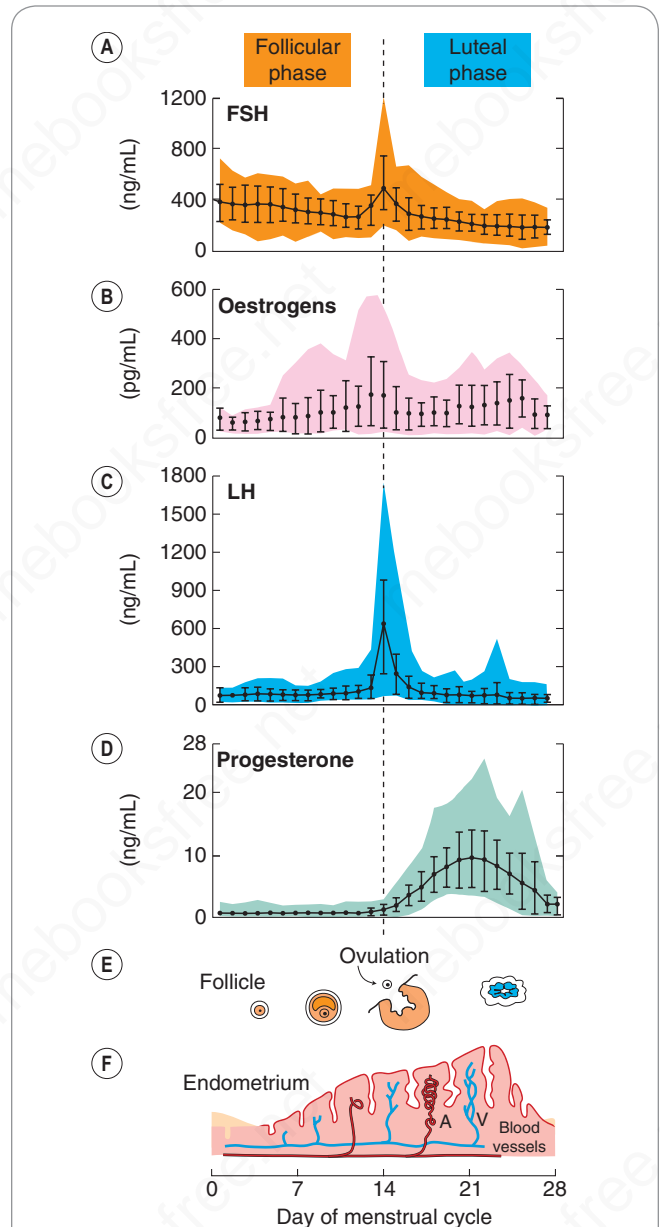 A
Follicular
phase
Luteal
phase
FSH
(ng/mL)
1200
800
400
0
B
Oestrogens
(pg/mL)
600
400
200
0
C
LH
(ng/mL)
1800
1500
1200
900
600
300
0
D
Progesterone
(ng/mL)
28
20
10
0
E
Follicle
Ovulation
F
Endometrium
A
V
Blood
vessels
0 7 14 21 28
Day of menstrual cycle